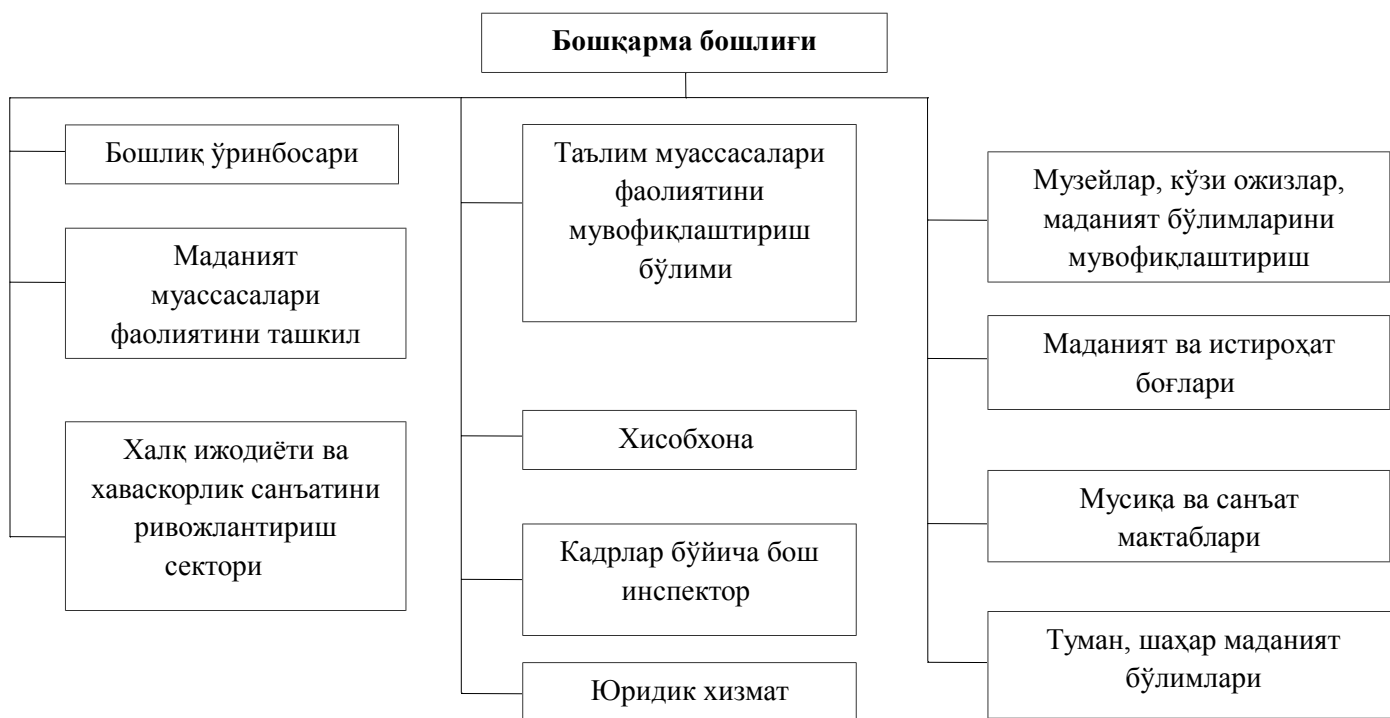 Бошқарма бошлиғи
Бошлиқ ўринбосари
Маданият
муассасалари
фаолиятини ташкил
Халқ ижодиёти ва
хаваскорлик санъатини
ривожлантириш
сектори
Таълим муассасалари
фаолиятини
мувофиқлаштириш
бўлими
Хисобхона
Кадрлар бўйича бош
инспектор
Юридик хизмат
Музейлар, кўзи ожизлар,
маданият бўлимларини
мувофиқлаштириш
Маданият ва истироҳат
боғлари
Мусиқа ва санъат
мактаблари
Туман, шаҳар маданият
бўлимлари